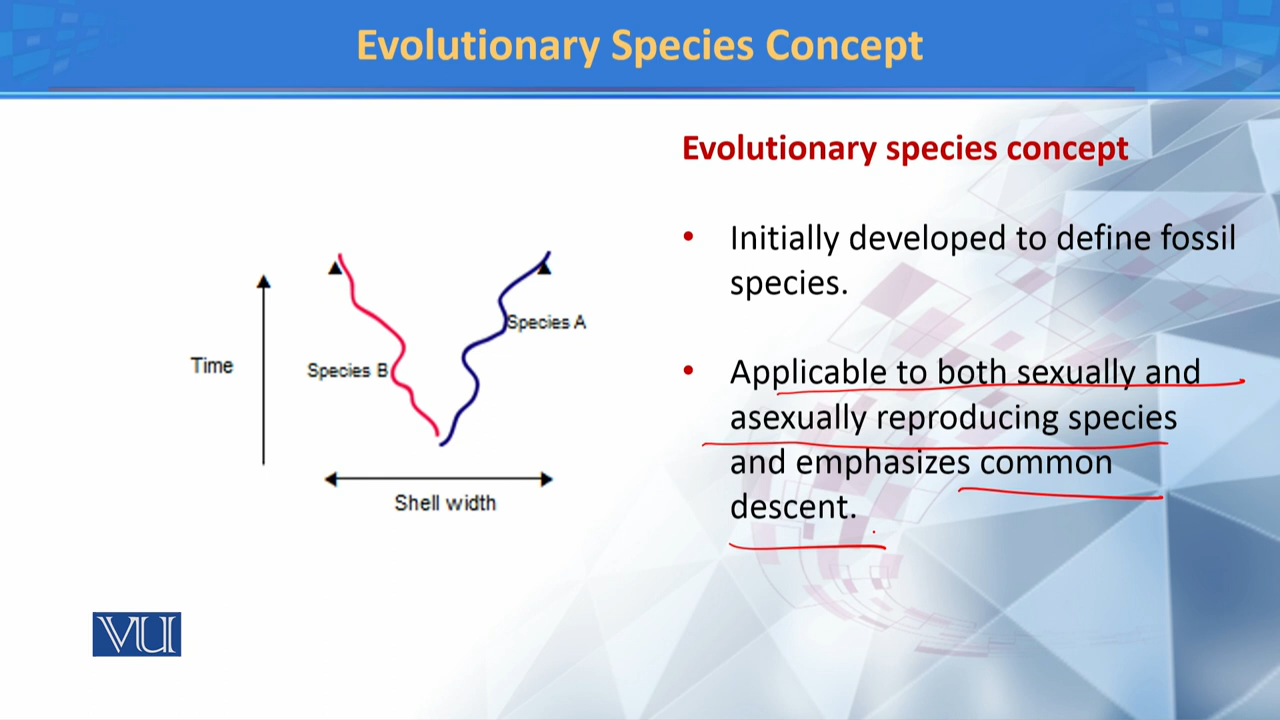 Evolutionary Species Concept
Evolutionary species concept
• Initially developed to define fossil
species.
• Applicable to both sexually and
asexually reproducing species
and emphasizes common
descent.
Time
Species B
Species A
Shell width
VU